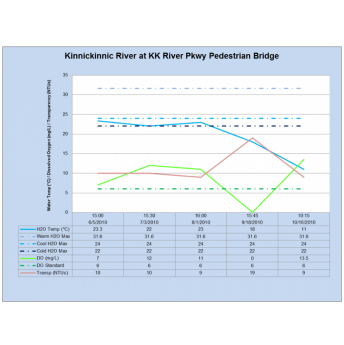 Kinnickinnic River at KK River Pkwy Pedestrian Bridge
Water Temp (°C) / Dissolved Oxygen (mg/L) / Transparency (NTUs)
35
30
25
20
15
10
5
0
15:00 15:30 16:00 15:45 10:15
6/5/2010 7/3/2010 8/1/2010 9/18/2010 10/16/2010
H2O Temp (°C) 23.3 22 23 18 11
Warm H2O Max 31.6 31.6 31.6 31.6 31.6
Cool H2O Max 24 24 24 24 24
Cold H2O Max 22 22 22 22 22
DO (mg/L) 7 12 11 0 13.5
DO Standard 6 6 6 6 6
Transp (NTUs) 10 10 9 19 9